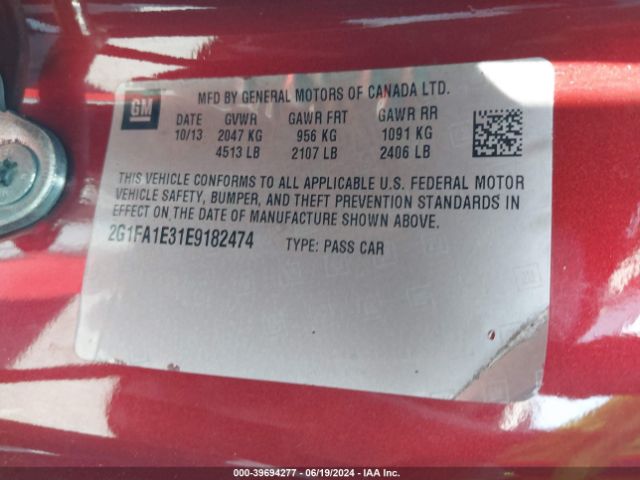 GM
MFD BY GENERAL MOTORS OF CANADA LTD.
DATE GVWR GAWR FRT GAWR RR
10/13 2047 KG 956 KG 1091 KG
4513 LB 2107 LB 2406 LB
THIS VEHICLE CONFORMS TO ALL APPLICABLE U.S. FEDERAL MOTOR
VEHICLE SAFETY, BUMPER, AND THEFT PREVENTION STANDARDS IN
EFFECT ON THE DATE OF MANUFACTURE SHOWN ABOVE.
2G1FA1E31E9182474 TYPE: PASS CAR
000-39694277 - 06/19/2024 - IAA Inc.